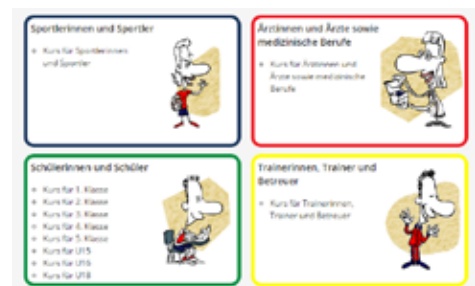 Sportlerinnen und Sportler
Kurs für Sportlerinnen
und Sportler
Ärztinnen und Ärzte sowie
medizinische Berufe
Kurs für Ärztinnen und
Ärzte sowie medizinische
Berufe
Schülerinnen und Schüler
Kurs für 1. Klasse
Kurs für 2. Klasse
Kurs für 3. Klasse
Kurs für 4. Klasse
Kurs für 5. Klasse
Kurs für U15
Kurs für U16
Kurs für U18
Trainerinnen, Trainer und
Betreuer
Kurs für Trainerinnen,
Trainer und Betreuer